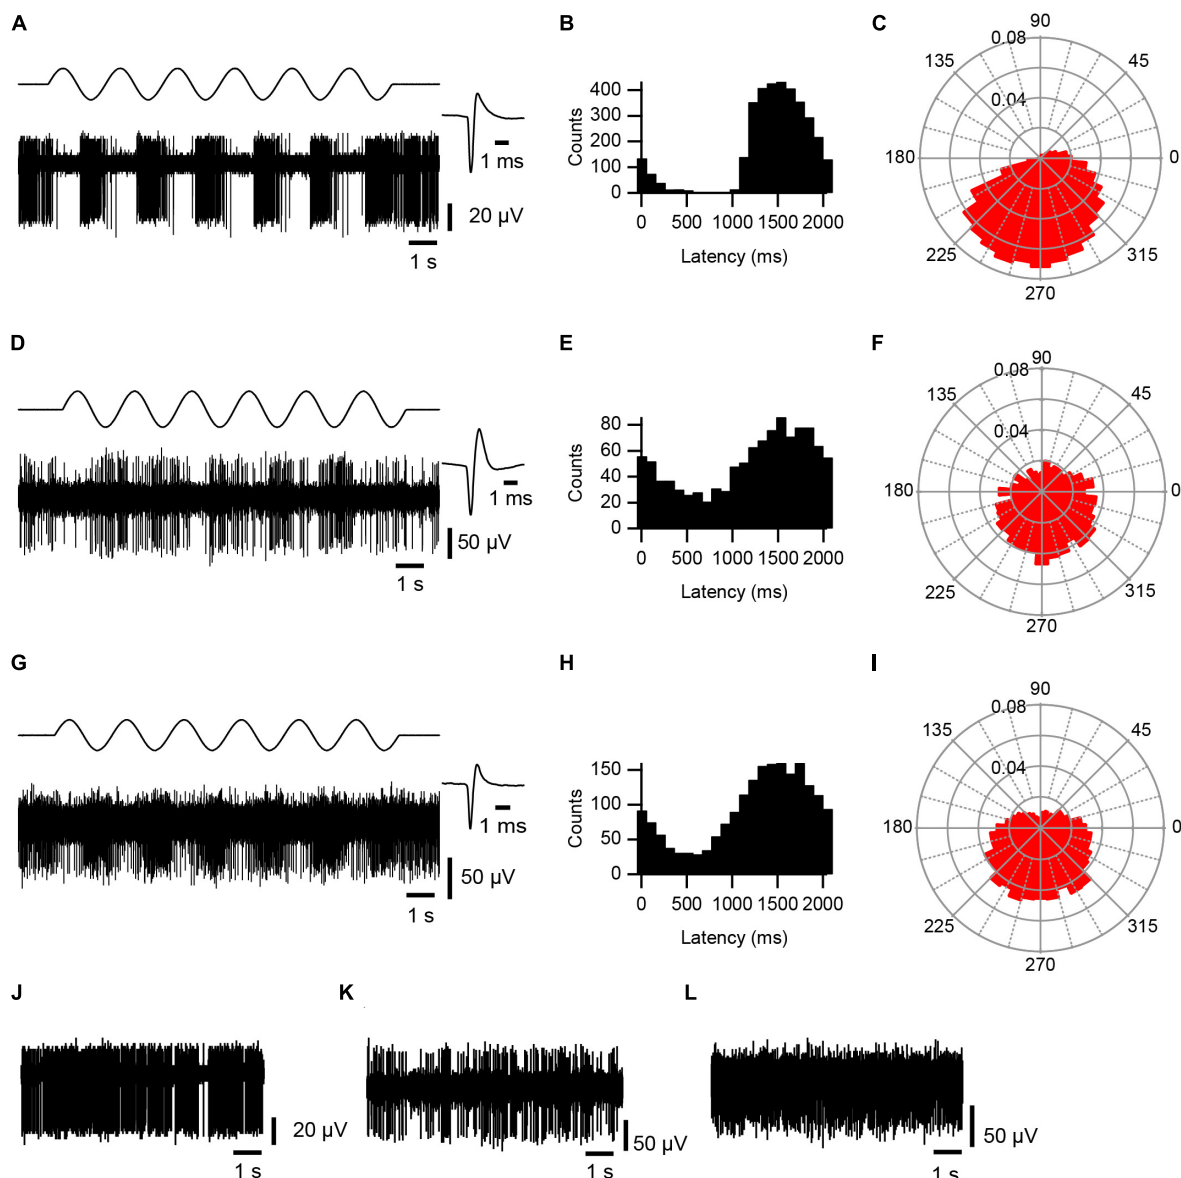 A
B
C
1 ms
20 µV
1 s
400
300
200
100
0
Counts
0 500 1000 1500 2000
Latency (ms)
90
0.08
135
45
0.04
180
0
225
315
270
D
E
F
1 ms
50 µV
1 s
80
60
40
20
0
Counts
0 500 1000 1500 2000
Latency (ms)
90
0.08
135
45
0.04
180
0
225
315
270
G
H
I
1 ms
50 µV
1 s
150
100
50
0
Counts
0 500 1000 1500 2000
Latency (ms)
90
0.08
135
45
0.04
180
0
225
315
270
J
K
L
20 µV
1 s
50 µV
1 s
50 µV
1 s